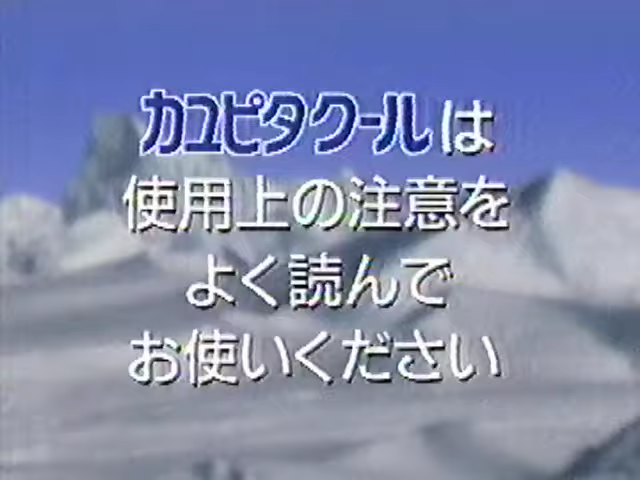 カユピタクールは
使用上の注意を
よく読んで
お使いください